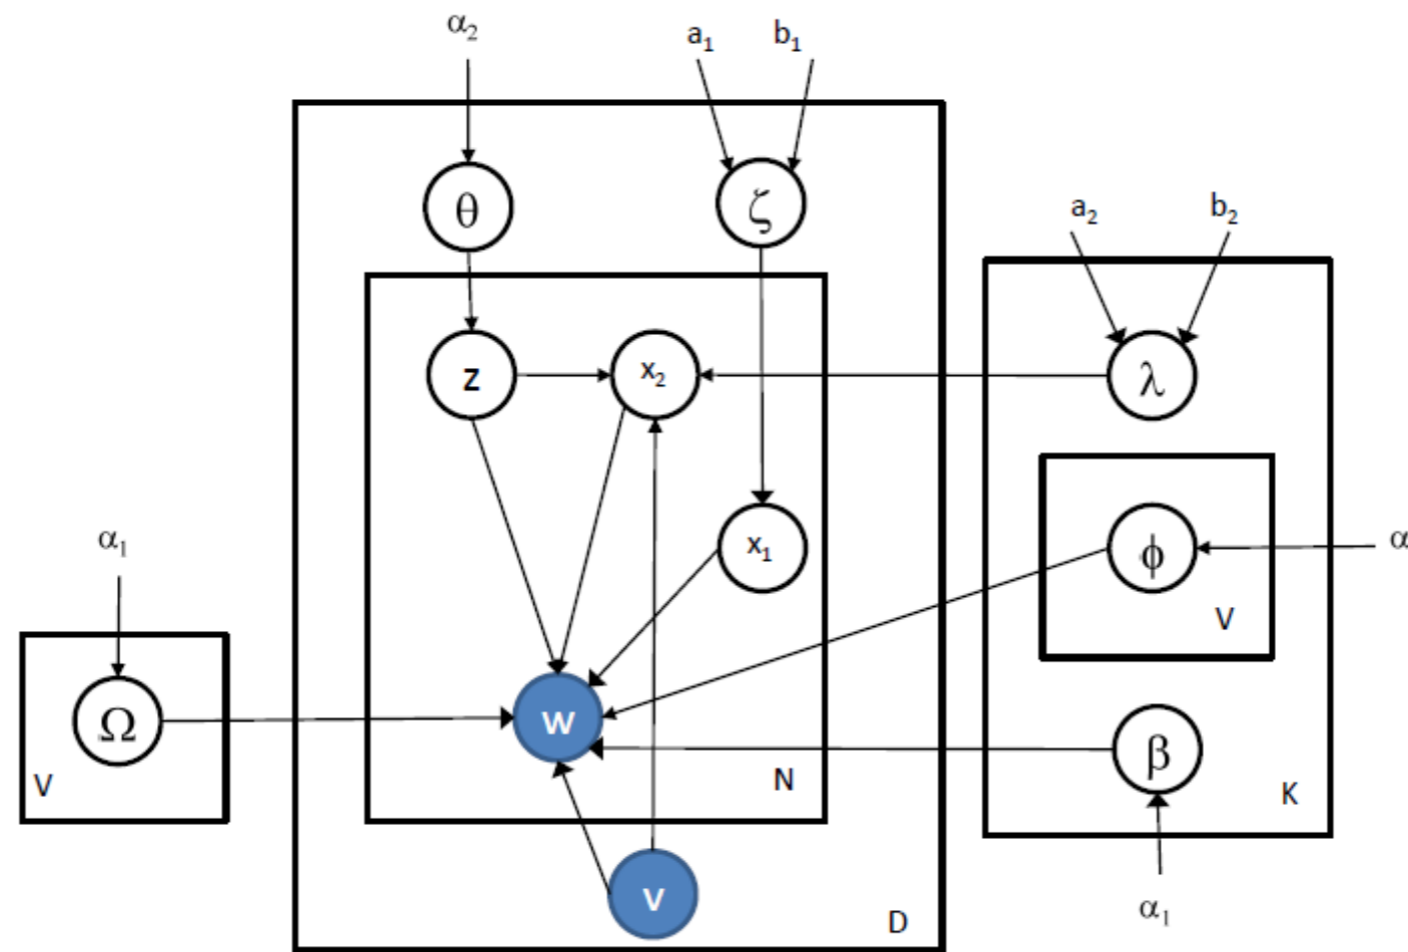 α₂
a₁ b₁
θ ζ
a₂ b₂
z x₂ λ
α₁ x₁ ϕ α
V
Ω w β
V N K
v D α₁